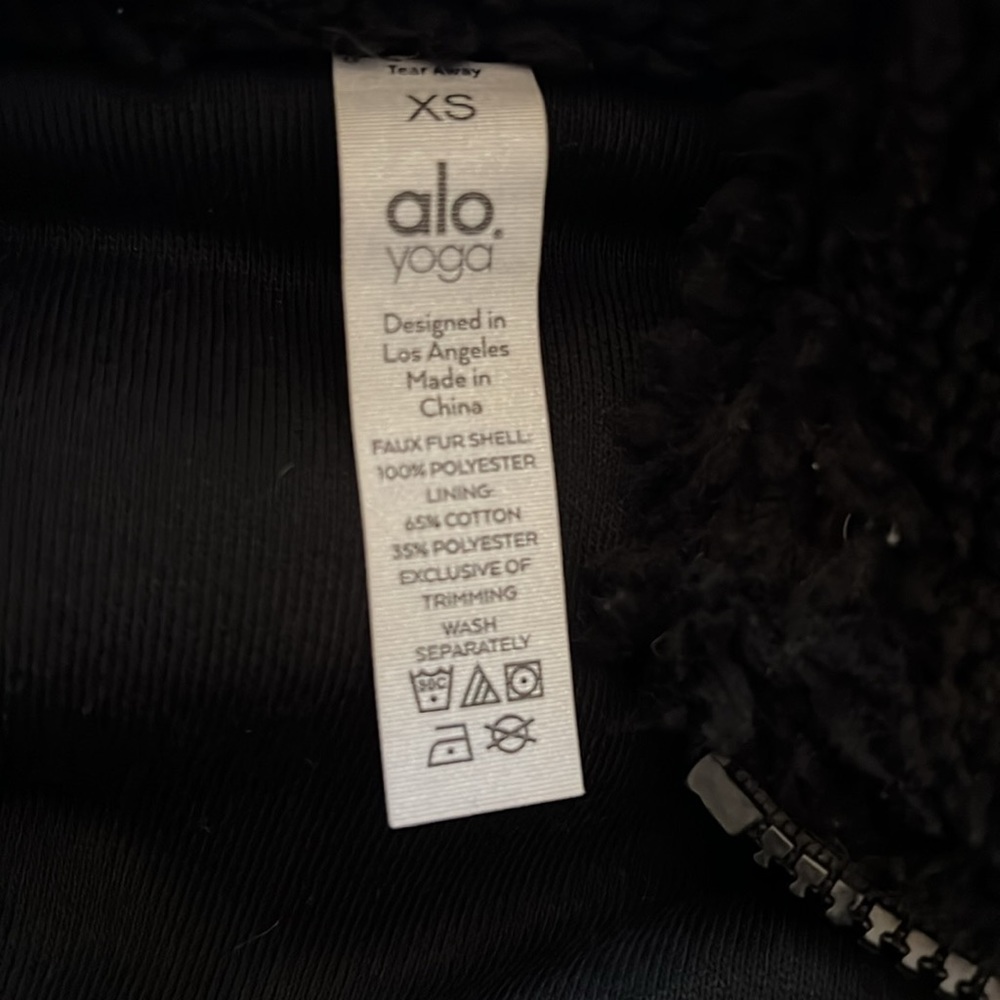 Tear Away
XS
alo.
yoga
Designed in
Los Angeles
Made in
China
FAUX FUR SHELL:
100% POLYESTER
LINING:
65% COTTON
35% POLYESTER
EXCLUSIVE OF
TRIMMING
WASH
SEPARATELY
30C